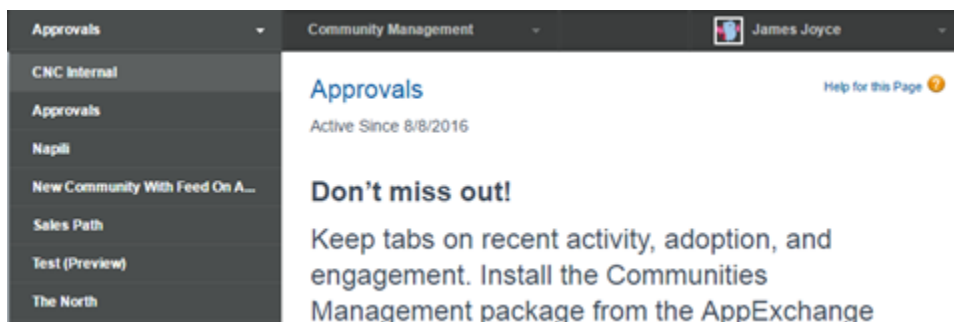 Approvals
Community Management
James Joyce
CNC Internal
Approvals
Napili
New Community With Feed On A...
Sales Path
Test (Preview)
The North
Approvals
Help for this Page
Active Since 8/8/2016
Don't miss out!
Keep tabs on recent activity, adoption, and
engagement. Install the Communities
Management package from the AppExchange